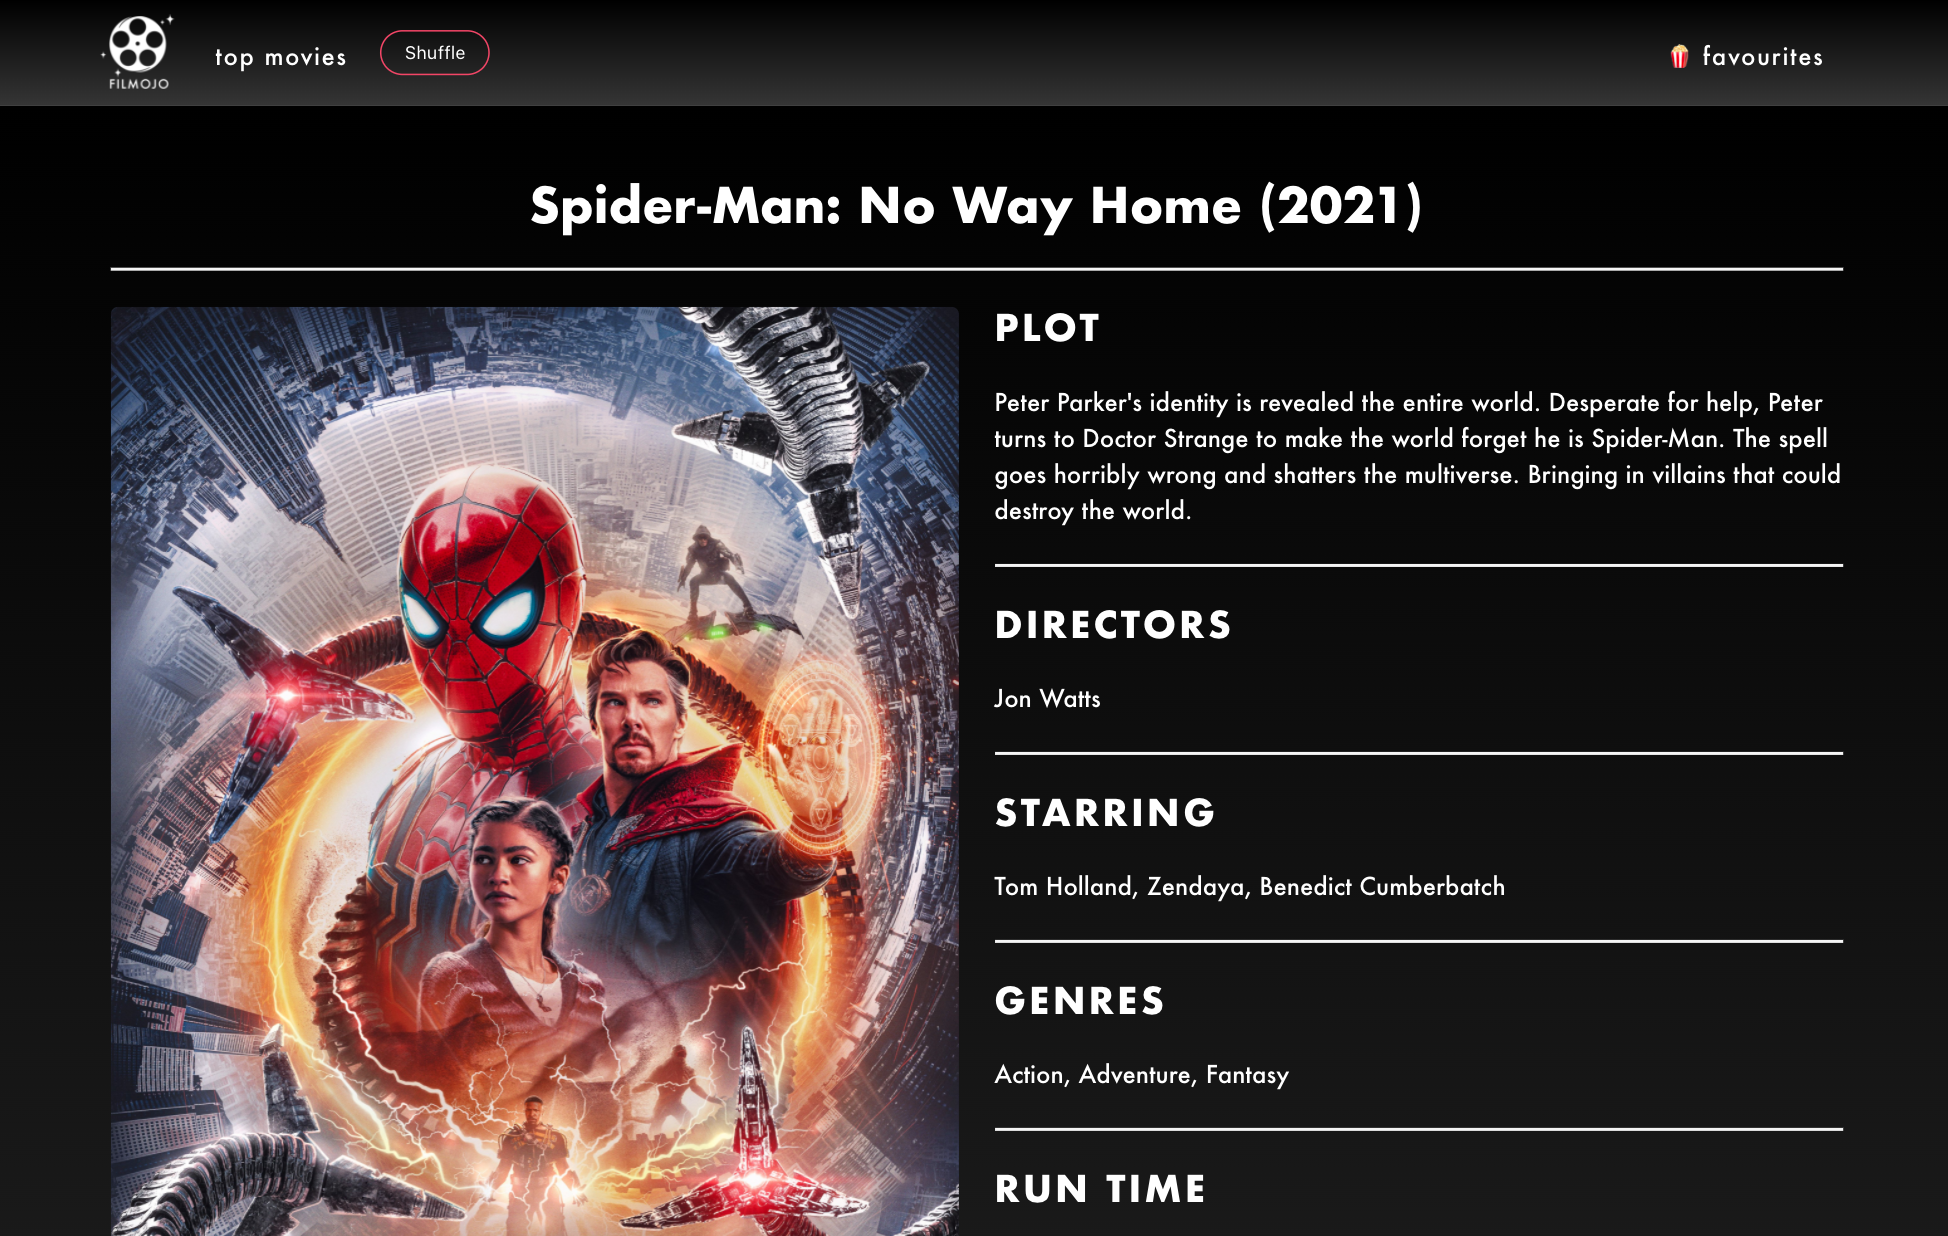 FILMOJO
top movies
Shuffle
🍿 favourites
Spider-Man: No Way Home (2021)
PLOT
Peter Parker's identity is revealed the entire world. Desperate for help, Peter
turns to Doctor Strange to make the world forget he is Spider-Man. The spell
goes horribly wrong and shatters the multiverse. Bringing in villains that could
destroy the world.
DIRECTORS
Jon Watts
STARRING
Tom Holland, Zendaya, Benedict Cumberbatch
GENRES
Action, Adventure, Fantasy
RUN TIME